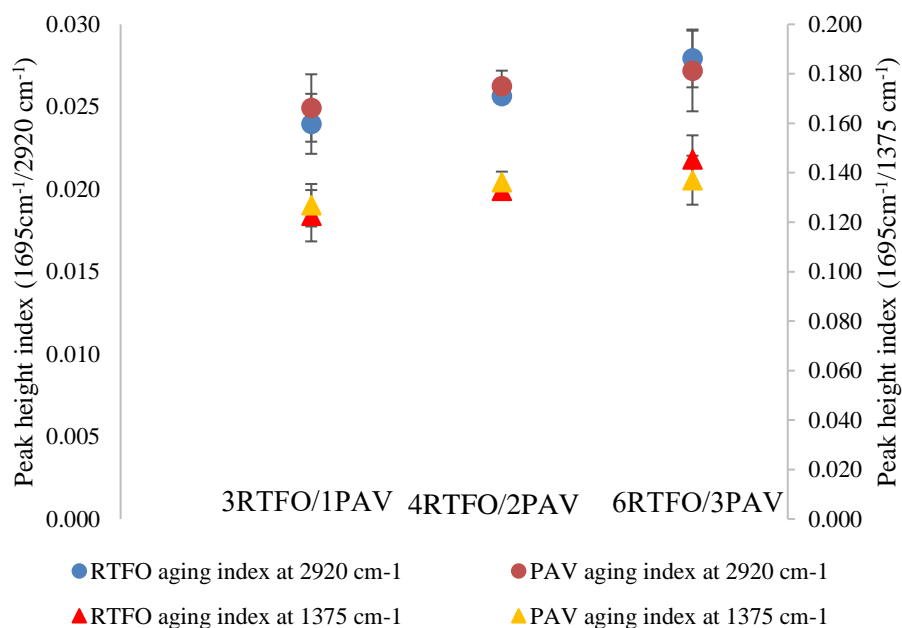 Peak height index (1695cm⁻¹/2920 cm⁻¹)
0.030
0.025
0.020
0.015
0.010
0.005
0.000
3RTFO/1PAV
4RTFO/2PAV
6RTFO/3PAV
0.200
0.180
0.160
0.140
0.120
0.100
0.080
0.060
0.040
0.020
0.000
Peak height index (1695cm⁻¹/1375 cm⁻¹)
RTFO aging index at 2920 cm-1
PAV aging index at 2920 cm-1
RTFO aging index at 1375 cm-1
PAV aging index at 1375 cm-1